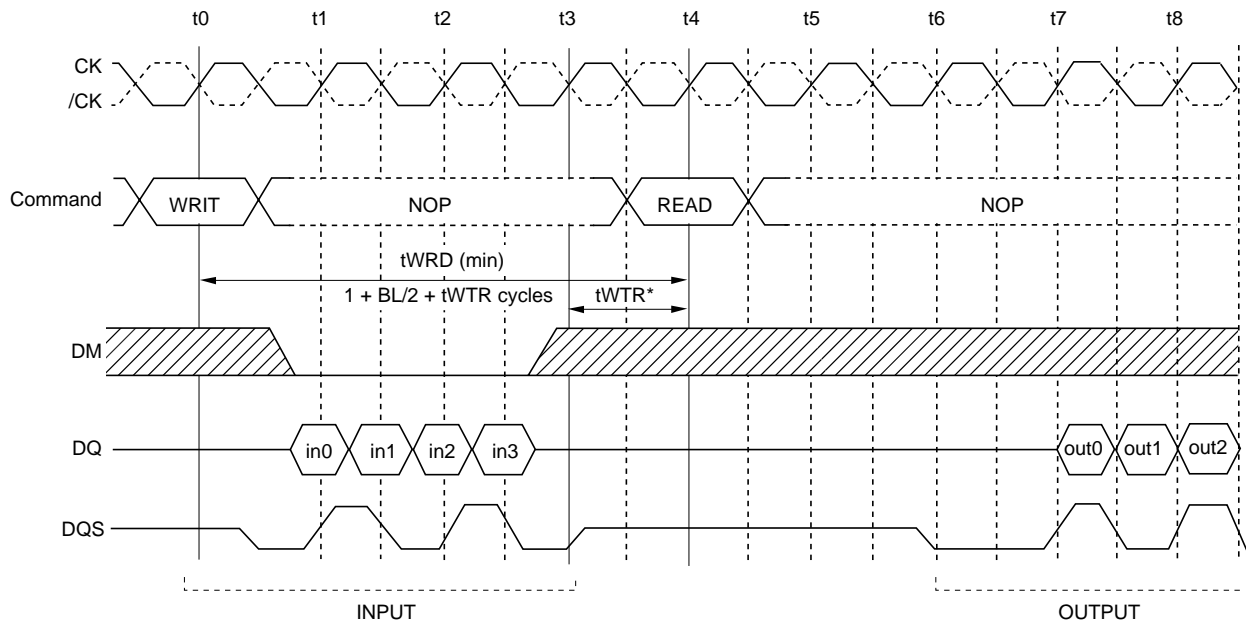 t0 t1 t2 t3 t4 t5 t6 t7 t8
CK
/CK
Command WRIT NOP READ NOP
tWRD (min)
1 + BL/2 + tWTR cycles tWTR*
DM
DQ in0 in1 in2 in3 out0 out1 out2
DQS
INPUT OUTPUT